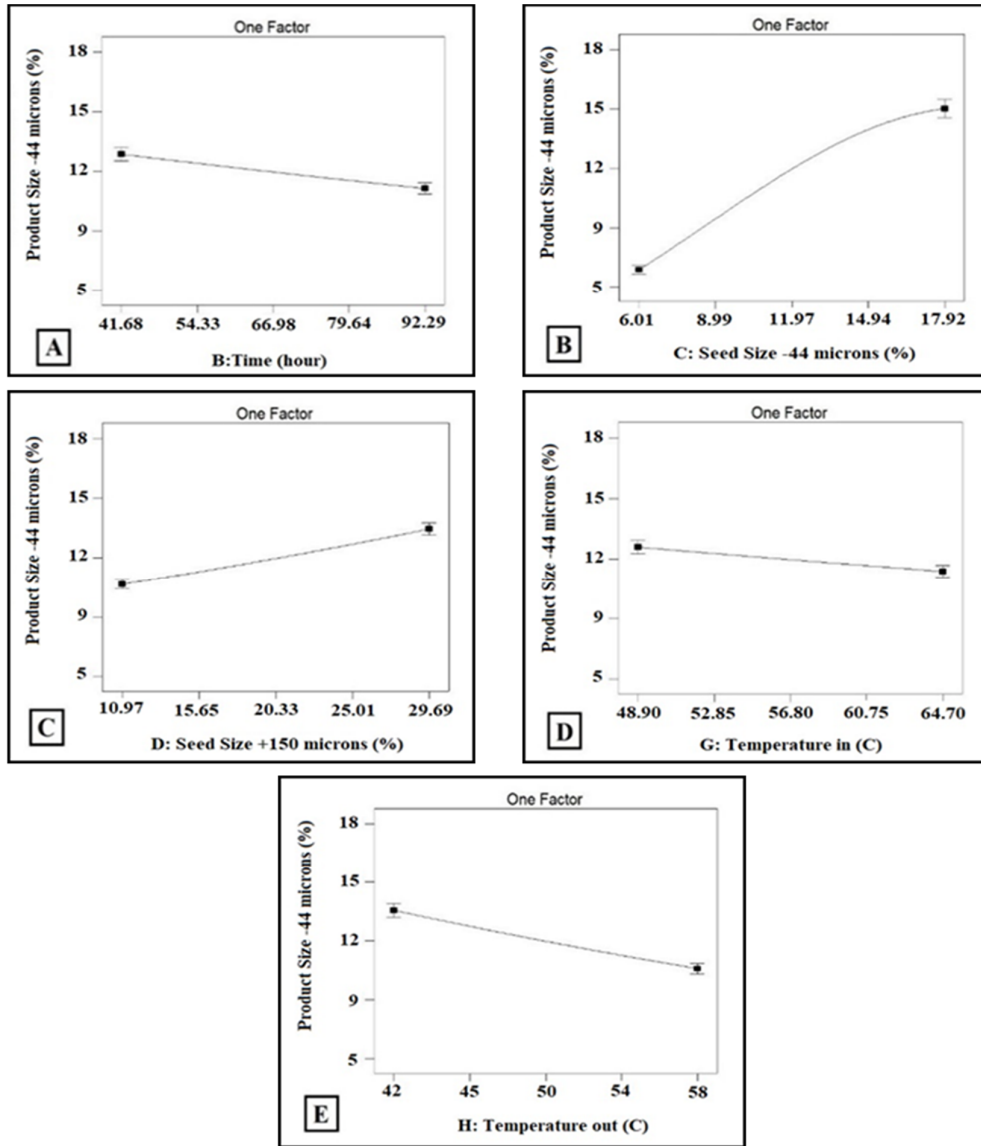 One Factor
Product Size -44 microns (%)
18
15
12
9
5
41.68 54.33 66.98 79.64 92.29
A
B:Time (hour)
One Factor
Product Size -44 microns (%)
18
15
12
9
5
6.01 8.99 11.97 14.94 17.92
B
C: Seed Size -44 microns (%)
One Factor
Product Size -44 microns (%)
18
15
12
9
5
10.97 15.65 20.33 25.01 29.69
C
D: Seed Size +150 microns (%)
One Factor
Product Size -44 microns (%)
18
15
12
9
5
48.90 52.85 56.80 60.75 64.70
D
G: Temperature in (C)
One Factor
Product Size -44 microns (%)
18
15
12
9
5
42 45 50 54 58
E
H: Temperature out (C)